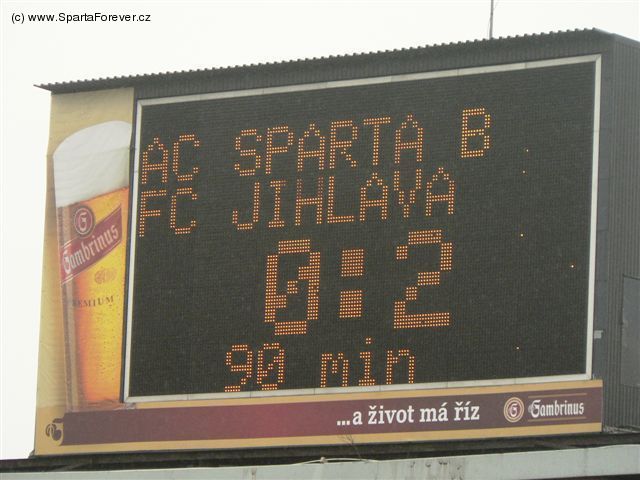 (c) www.SpartaForever.cz
AC SPARTA B
FC JIHLAVA
0:2
90 min
Gambrinus
PREMIUM
...a život má říz
Gambrinus